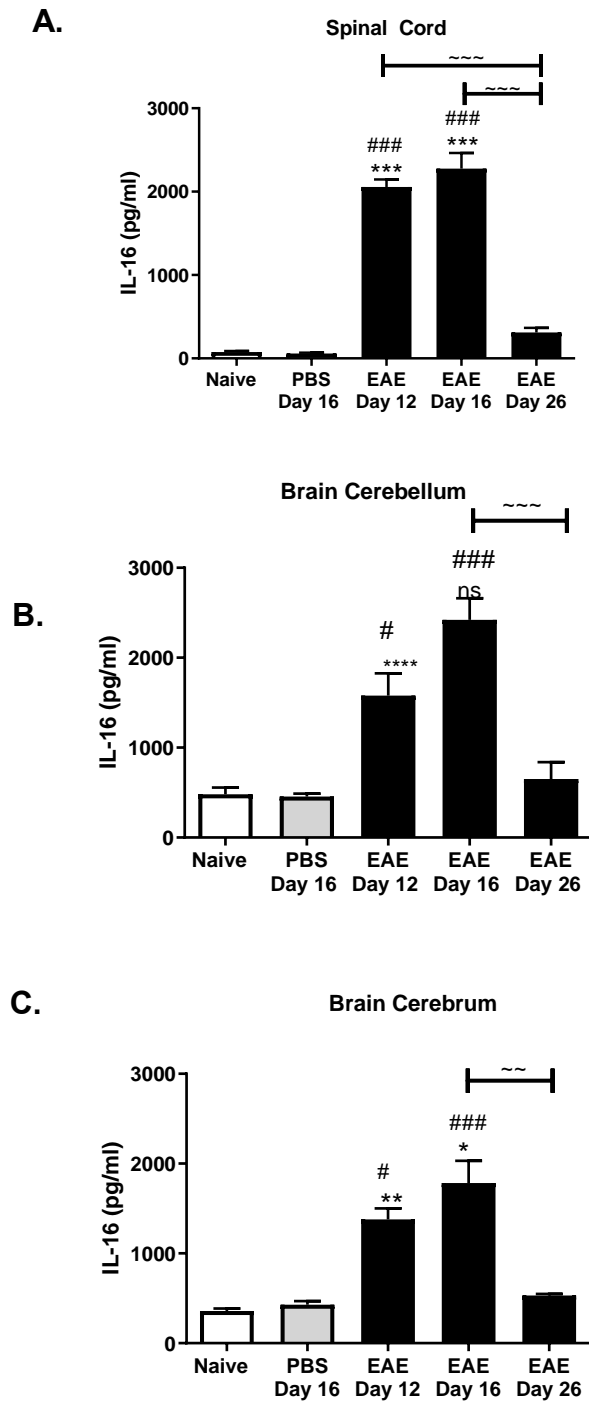 A.
Spinal Cord
~~~
~~~
###
###
***
***
3000
2000
1000
0
IL-16 (pg/ml)
Naive
PBS
Day 16
EAE
Day 12
EAE
Day 16
EAE
Day 26
B.
Brain Cerebellum
~~~
###
ns
#
****
3000
2000
1000
0
IL-16 (pg/ml)
Naive
PBS
Day 16
EAE
Day 12
EAE
Day 16
EAE
Day 26
C.
Brain Cerebrum
~~
###
*
#
**
3000
2000
1000
0
IL-16 (pg/ml)
Naive
PBS
Day 16
EAE
Day 12
EAE
Day 16
EAE
Day 26